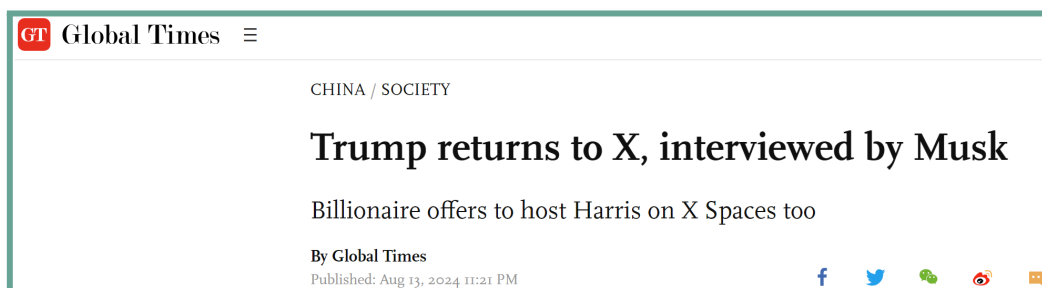 GT Global Times
CHINA / SOCIETY
Trump returns to X, interviewed by Musk
Billionaire offers to host Harris on X Spaces too
By Global Times
Published: Aug 13, 2024 11:21 PM